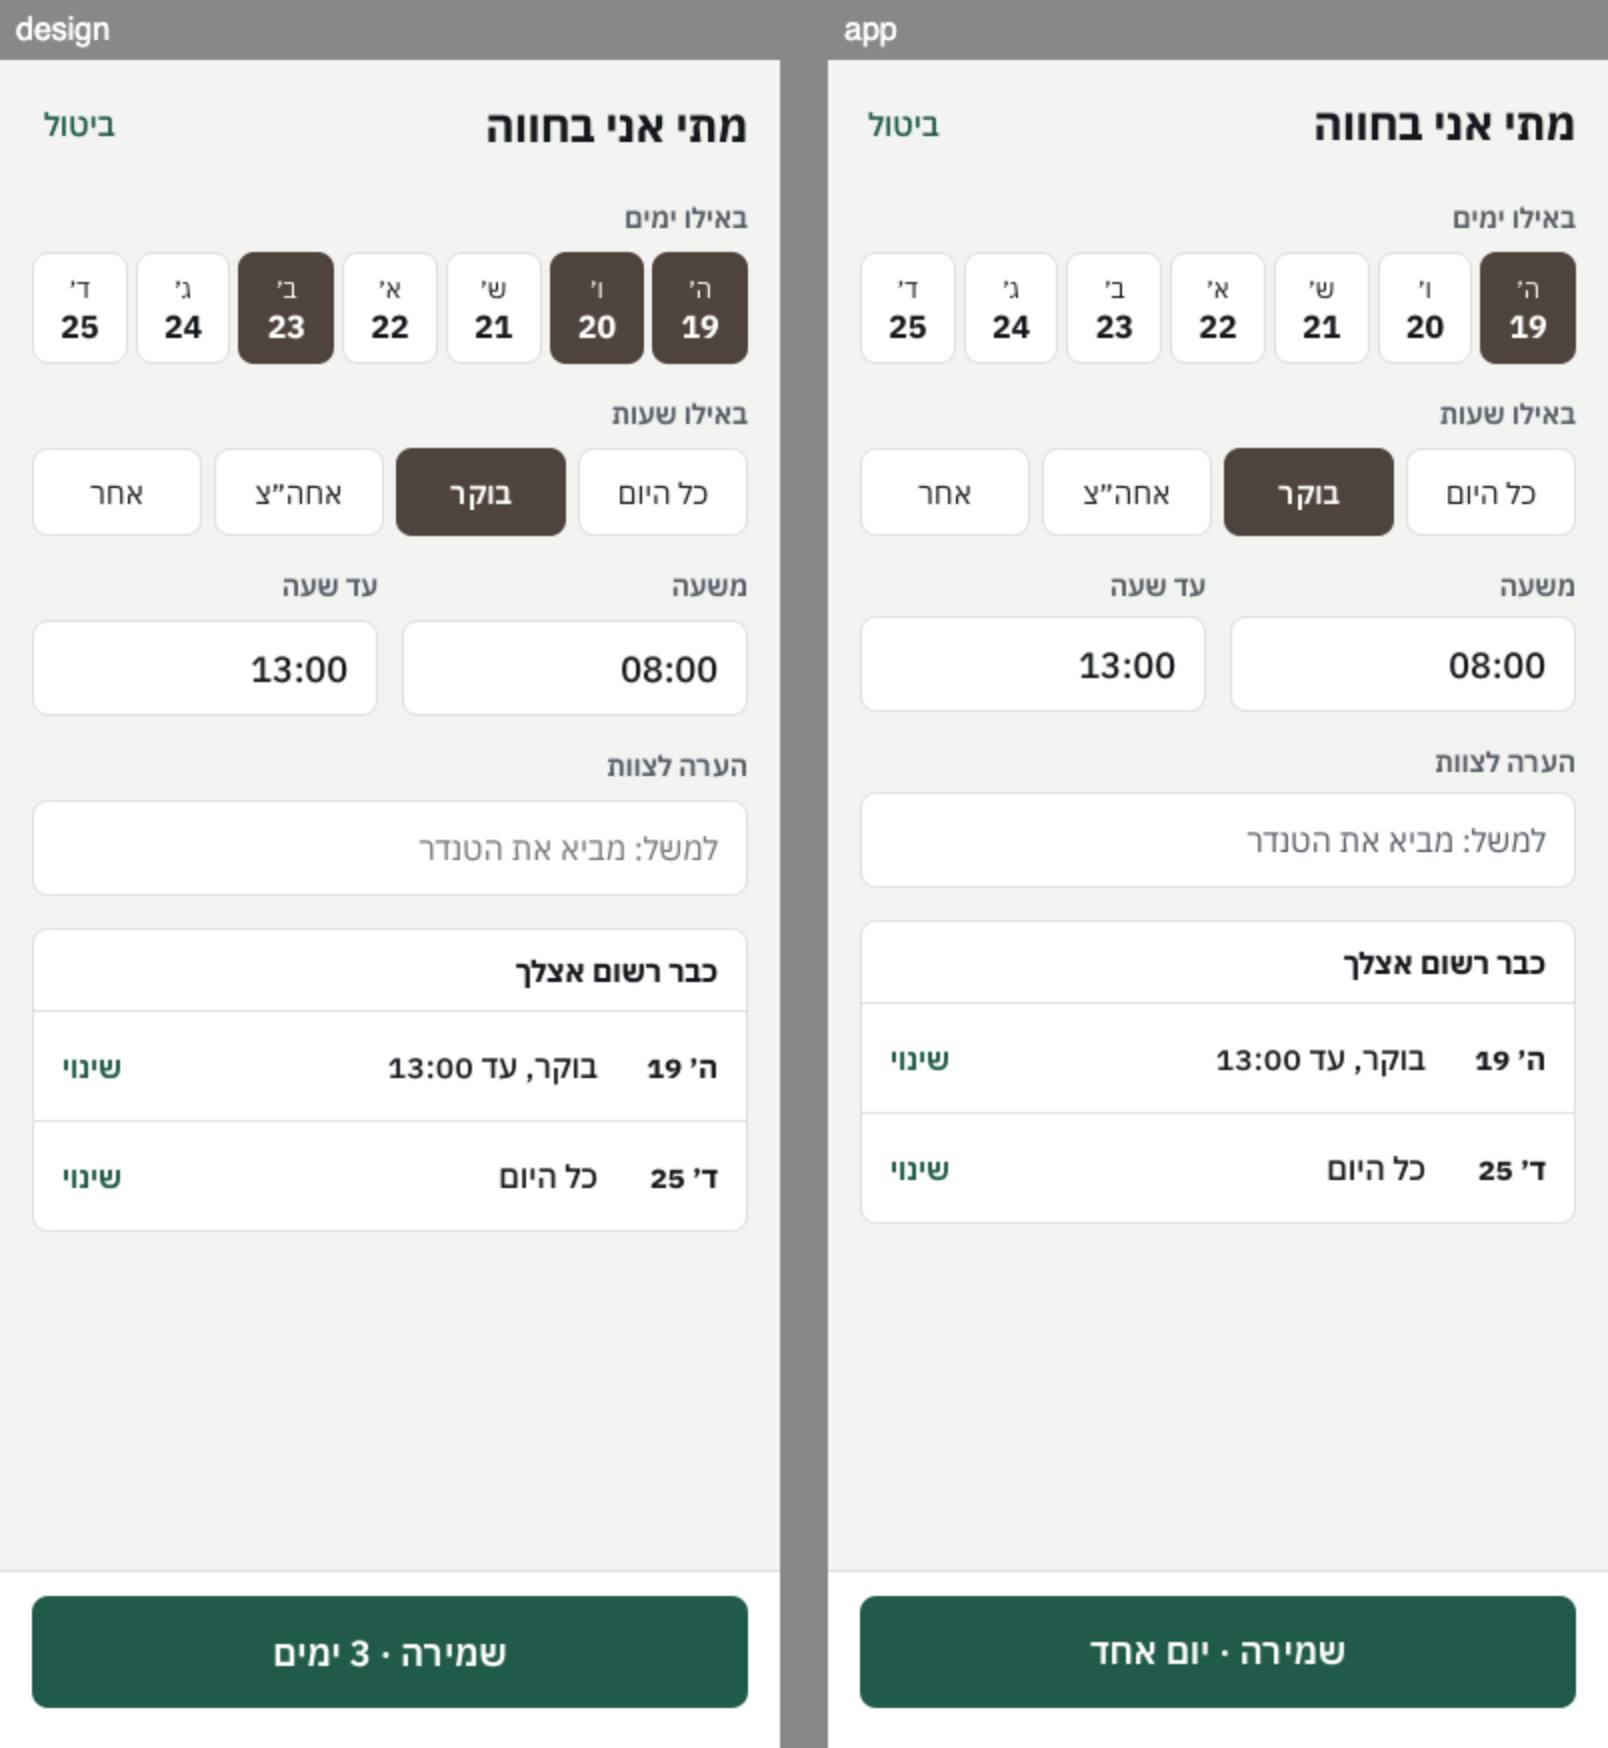 design
מתי אני בחווה
ביטול
באילו ימים
ה׳ ו׳ ש׳ א׳ ב׳ ג׳ ד׳
19 20 21 22 23 24 25
באילו שעות
כל היום בוקר אחה״צ אחר
משעה עד שעה
08:00 13:00
הערה לצוות
למשל: מביא את הטנדר
כבר רשום אצלך
ה׳ 19 בוקר, עד 13:00 שינוי
ד׳ 25 כל היום שינוי
שמירה · 3 ימים
app
מתי אני בחווה
ביטול
באילו ימים
ה׳ ו׳ ש׳ א׳ ב׳ ג׳ ד׳
19 20 21 22 23 24 25
באילו שעות
כל היום בוקר אחה״צ אחר
משעה עד שעה
08:00 13:00
הערה לצוות
למשל: מביא את הטנדר
כבר רשום אצלך
ה׳ 19 בוקר, עד 13:00 שינוי
ד׳ 25 כל היום שינוי
שמירה · יום אחד